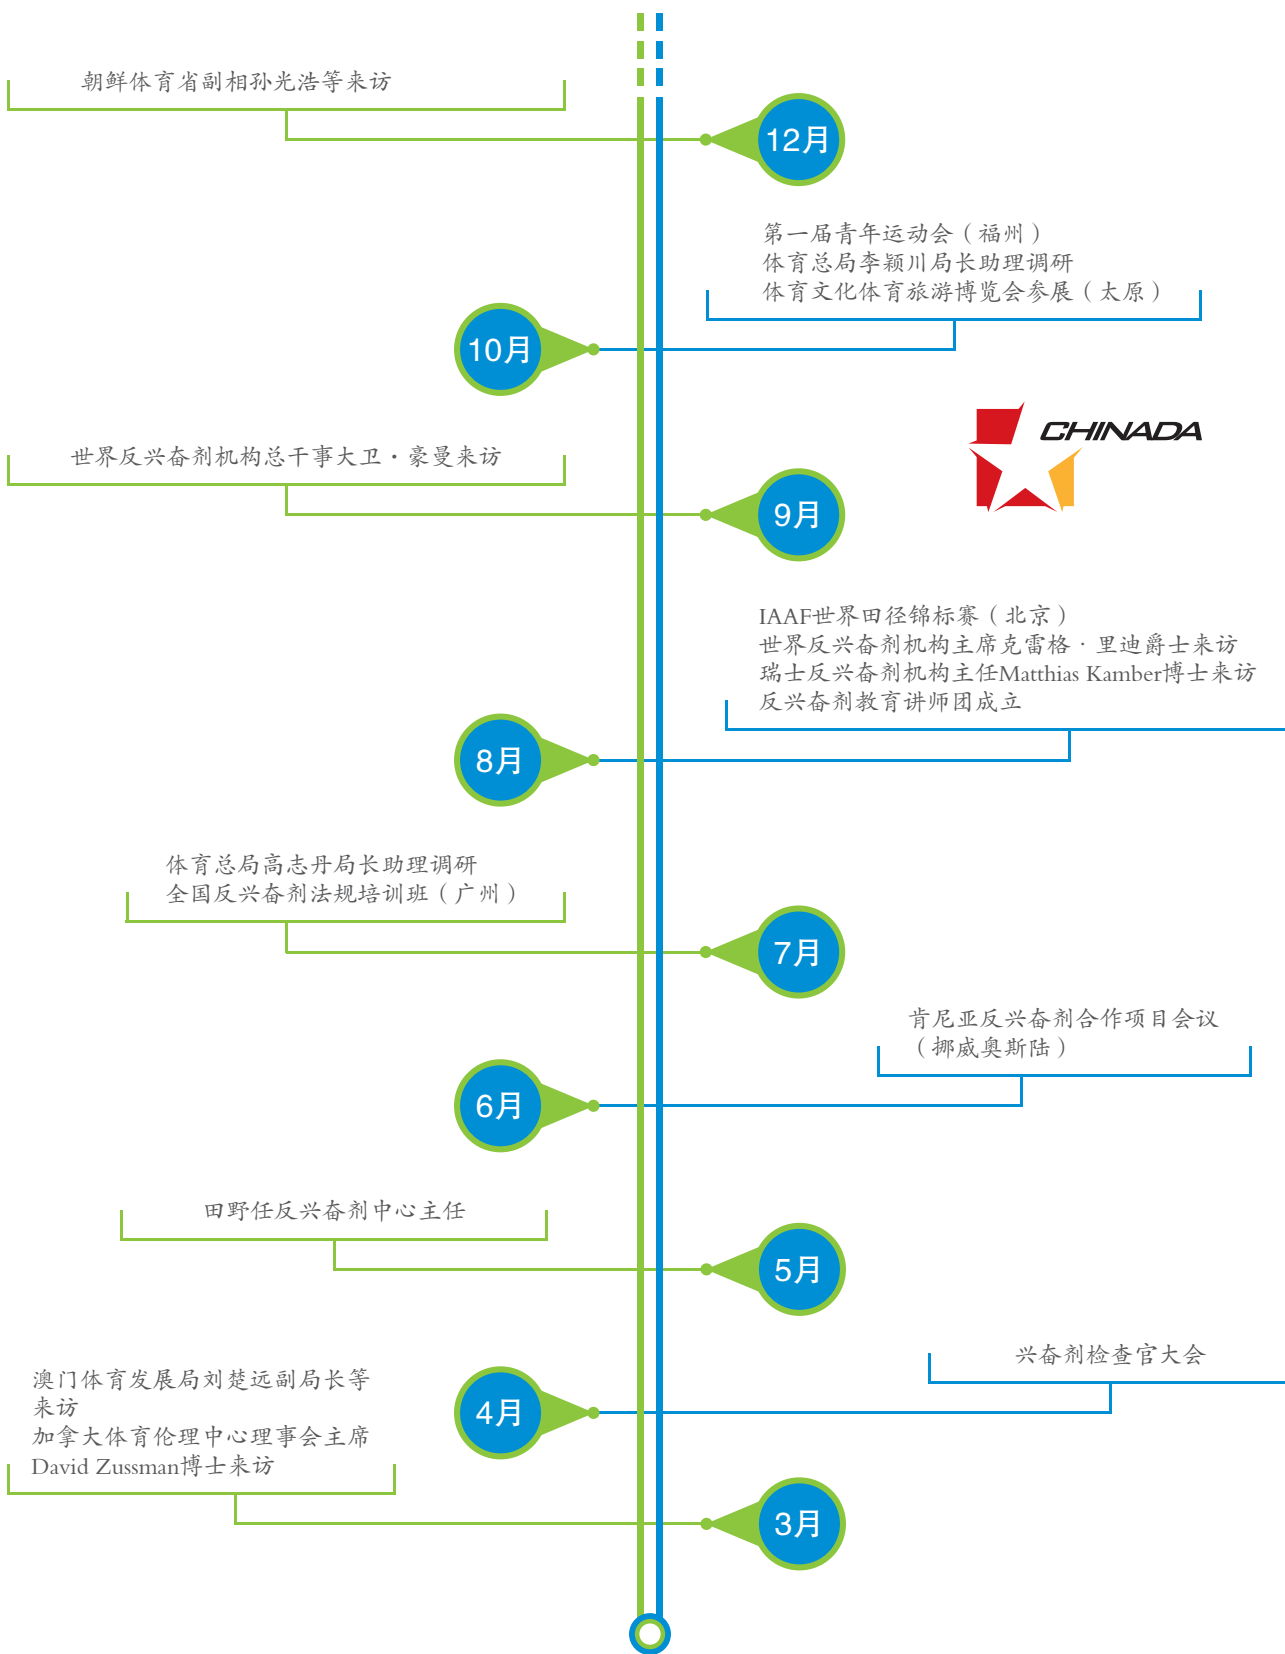 朝鲜体育省副相孙光浩等来访
12月
第一届青年运动会（福州）
体育总局李颖川局长助理调研
体育文化体育旅游博览会参展（太原）
10月
CHINADA
世界反兴奋剂机构总干事大卫·豪曼来访
9月
IAAF世界田径锦标赛（北京）
世界反兴奋剂机构主席克雷格·里迪爵士来访
瑞士反兴奋剂机构主任Matthias Kamber博士来访
反兴奋剂教育讲师团成立
8月
体育总局高志丹局长助理调研
全国反兴奋剂法规培训班（广州）
7月
肯尼亚反兴奋剂合作项目会议
（挪威奥斯陆）
6月
田野任反兴奋剂中心主任
5月
兴奋剂检查官大会
4月
澳门体育发展局刘楚远副局长等
来访
加拿大体育伦理中心理事会主席
David Zussman博士来访
3月